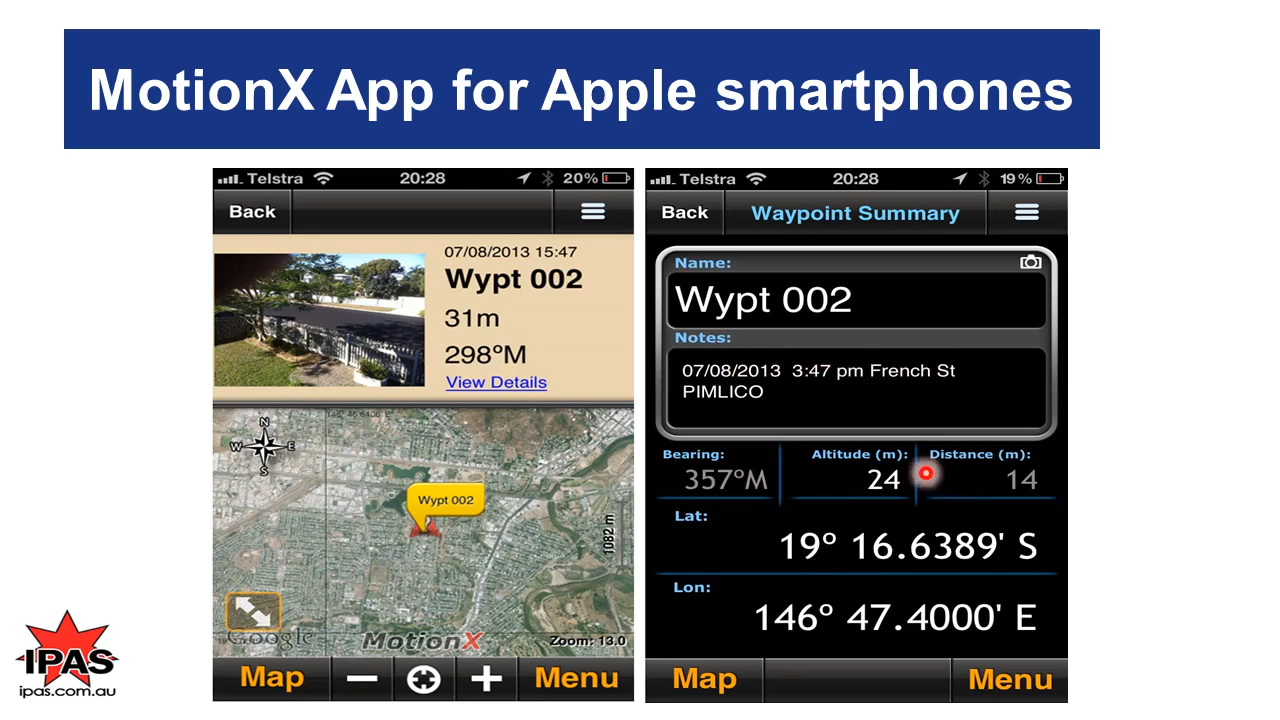 MotionX App for Apple smartphones
Telstra 20:28 20%
Back
07/08/2013 15:47
Wypt 002
31m
298°M
View Details
146° 46.6406' E
N
W E
S
Wypt 002
1082 m
Google
MotionX
Zoom: 13.0
Map
Menu
Telstra 20:28 19%
Back
Waypoint Summary
Name:
Wypt 002
Notes:
07/08/2013 3:47 pm French St
PIMLICO
Bearing: Altitude (m): Distance (m):
357°M 24 14
Lat:
19° 16.6389' S
Lon:
146° 47.4000' E
Map
Menu
IPAS
ipas.com.au